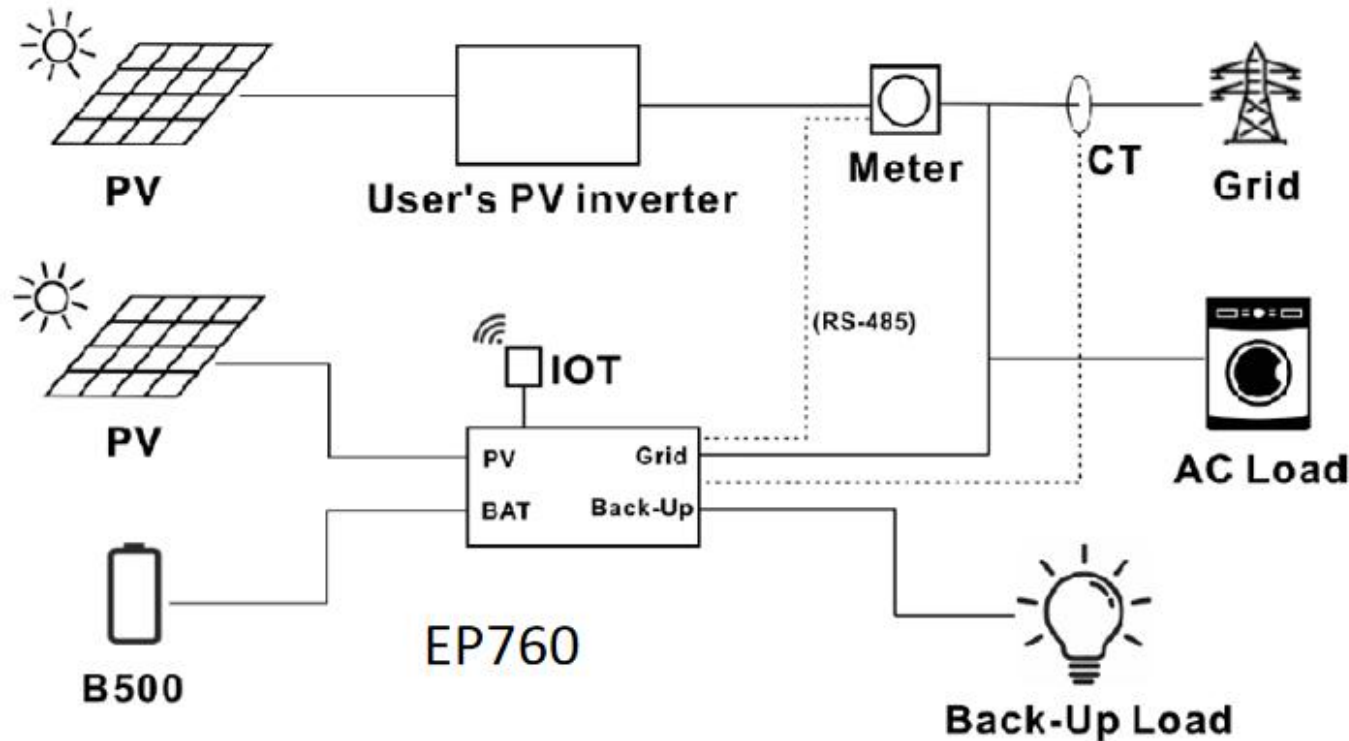 PV
User's PV inverter
Meter
CT
Grid
(RS-485)
PV
IOT
PV
Grid
BAT
Back-Up
AC Load
B500
EP760
Back-Up Load